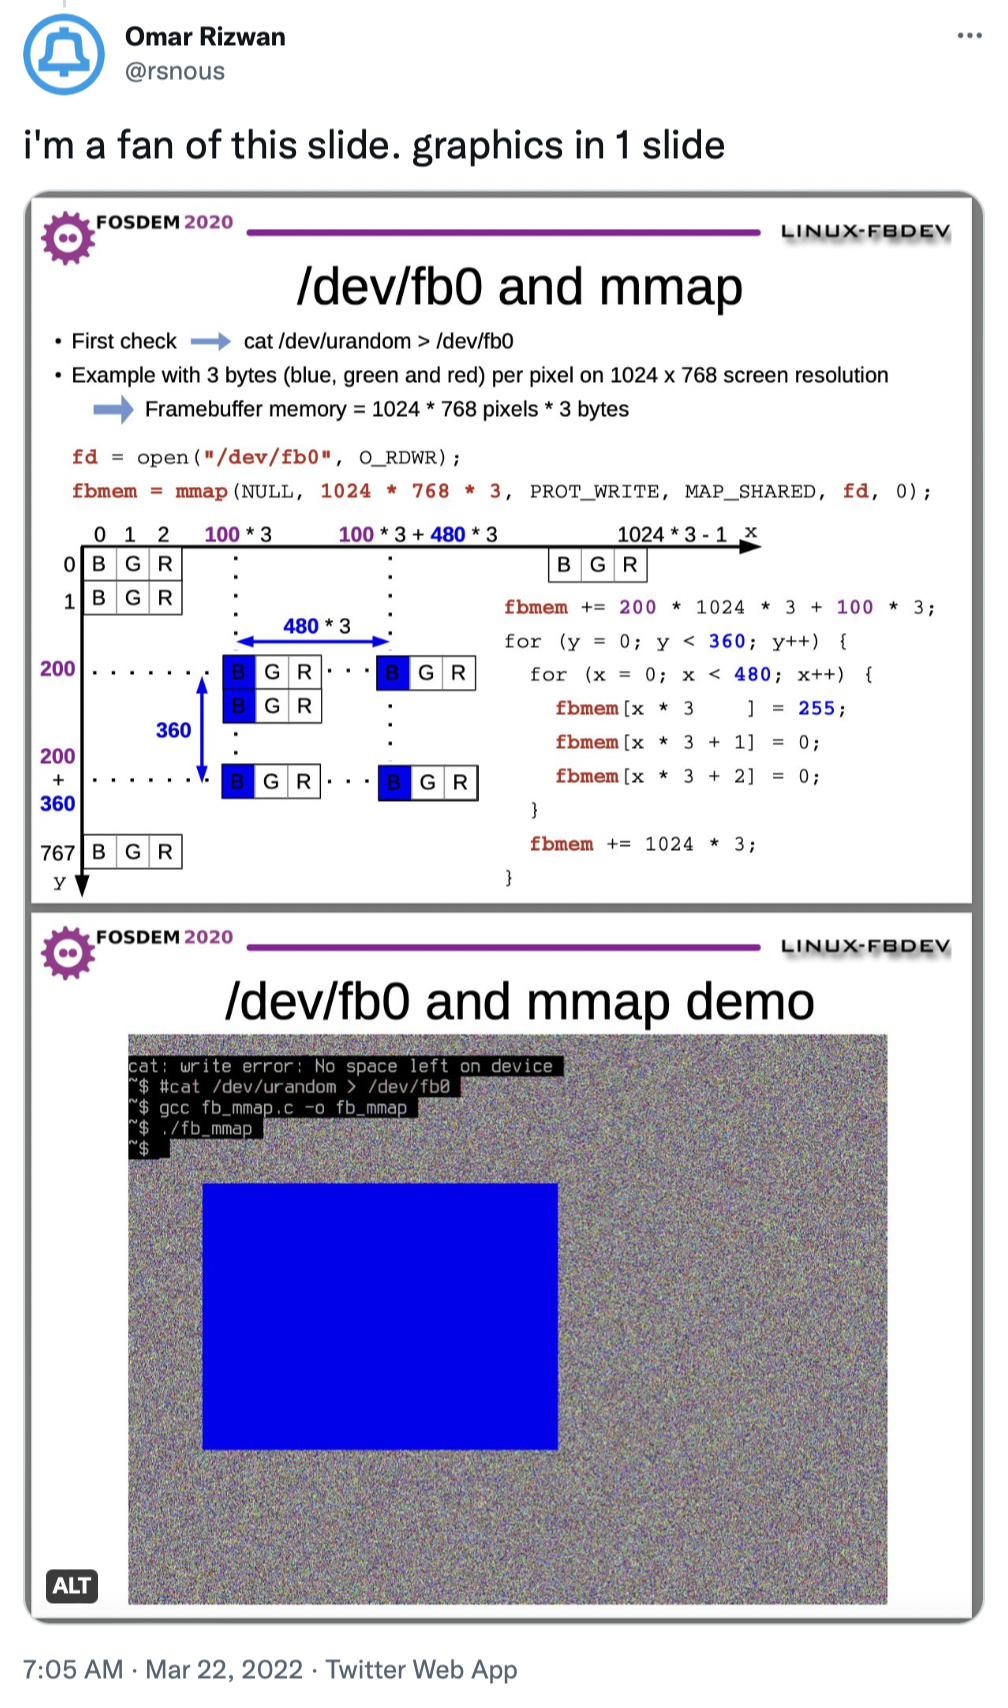 Omar Rizwan
@rsnous
i'm a fan of this slide. graphics in 1 slide
FOSDEM 2020
LINUX-FBDEV
/dev/fb0 and mmap
• First check cat /dev/urandom > /dev/fb0
• Example with 3 bytes (blue, green and red) per pixel on 1024 x 768 screen resolution
Framebuffer memory = 1024 * 768 pixels * 3 bytes
fd = open("/dev/fb0", O_RDWR);
fbmem = mmap(NULL, 1024 * 768 * 3, PROT_WRITE, MAP_SHARED, fd, 0);
0 1 2 100 * 3 100 * 3 + 480 * 3 1024 * 3 - 1 x
0 B G R B G R
1 B G R
480 * 3
200 B G R B G R
B G R
360
200
+
360
B G R B G R
767 B G R
y
fbmem += 200 * 1024 * 3 + 100 * 3;
for (y = 0; y < 360; y++) {
for (x = 0; x < 480; x++) {
fbmem[x * 3 ] = 255;
fbmem[x * 3 + 1] = 0;
fbmem[x * 3 + 2] = 0;
}
fbmem += 1024 * 3;
}
FOSDEM 2020
LINUX-FBDEV
/dev/fb0 and mmap demo
cat: write error: No space left on device
~$ #cat /dev/urandom > /dev/fb0
~$ gcc fb_mmap.c -o fb_mmap
~$ ./fb_mmap
~$
ALT
7:05 AM · Mar 22, 2022 · Twitter Web App